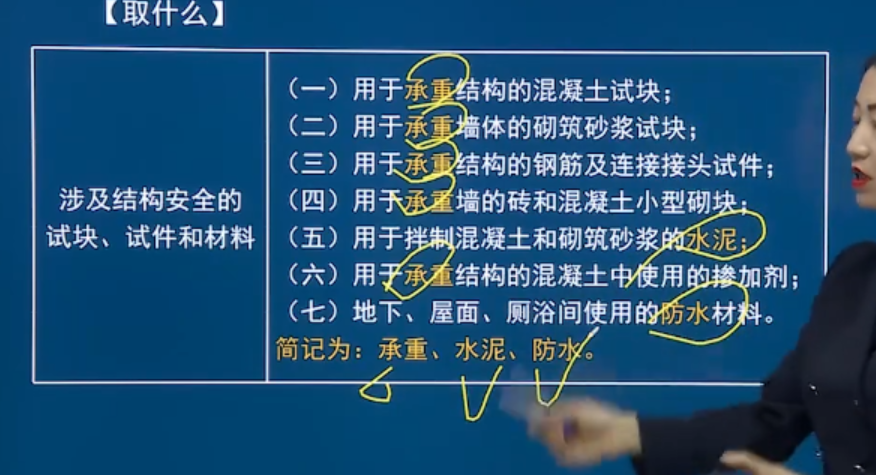 【取什么】
涉及结构安全的
试块、试件和材料
（一）用于承重结构的混凝土试块；
（二）用于承重墙体的砌筑砂浆试块；
（三）用于承重结构的钢筋及连接接头试件；
（四）用于承重墙的砖和混凝土小型砌块；
（五）用于拌制混凝土和砌筑砂浆的水泥；
（六）用于承重结构的混凝土中使用的掺加剂；
（七）地下、屋面、厕浴间使用的防水材料。
简记为：承重、水泥、防水。